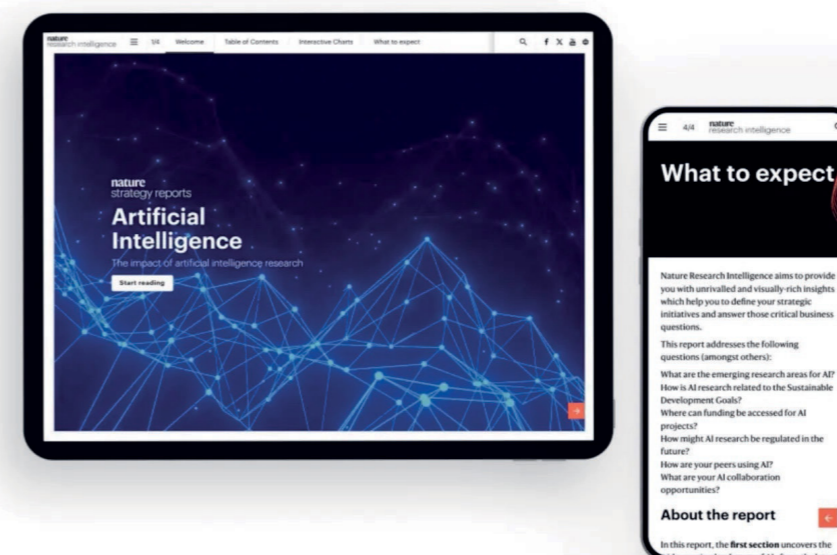 nature
research intelligence
1/4 Welcome Table of Contents Interactive Charts What to expect
nature
strategy reports
Artificial
Intelligence
The impact of artificial intelligence research
Start reading
4/4 nature
research intelligence
What to expect
Nature Research Intelligence aims to provide
you with unrivalled and visually-rich insights
which help you to define your strategic
initiatives and answer those critical business
questions.
This report addresses the following
questions (amongst others):
What are the emerging research areas for AI?
How is AI research related to the Sustainable
Development Goals?
Where can funding be accessed for AI
projects?
How might AI research be regulated in the
future?
How are your peers using AI?
What are your AI collaboration
opportunities?
About the report
In this report, the first section uncovers the